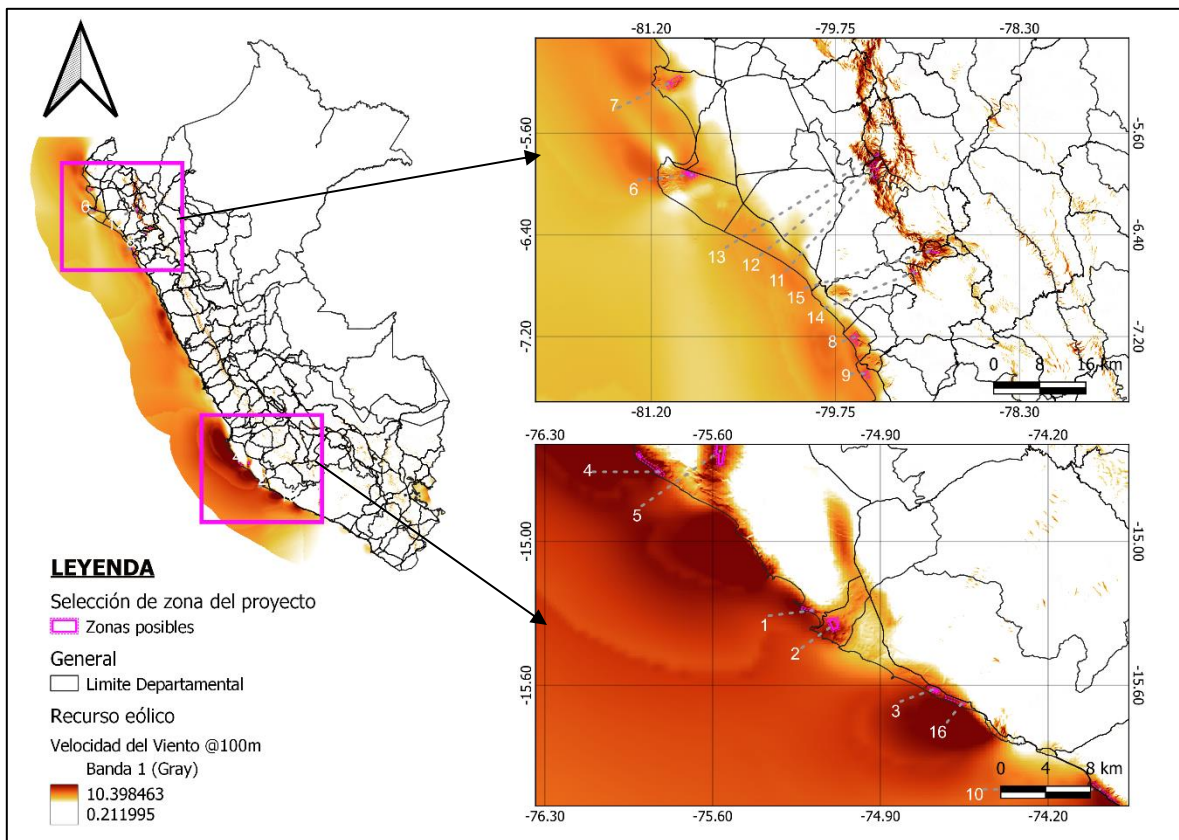 -81.20 -79.75 -78.30
-5.60 -5.60
-6.40 -6.40
-7.20 -7.20
7
6
13
12
11
15
14
8
9
0 8 16 km
-81.20 -79.75 -78.30
6
4
-76.30 -75.60 -74.90 -74.20
-15.00 -15.00
-15.60 -15.60
4
5
1
2
3
16
10
0 4 8 km
-76.30 -75.60 -74.90 -74.20
LEYENDA
Selección de zona del proyecto
Zonas posibles
General
Limite Departamental
Recurso eólico
Velocidad del Viento @100m
Banda 1 (Gray)
10.398463
0.211995